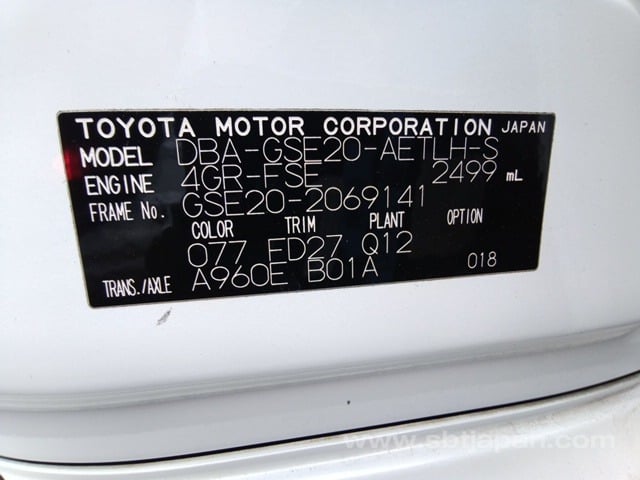 TOYOTA MOTOR CORPORATION JAPAN
MODEL DBA-GSE20-AETLH-S
ENGINE 4GR-FSE 2499 mL
FRAME No. GSE20-2069141
COLOR TRIM PLANT OPTION
077 FD27 Q12
TRANS./AXLE A960E B01A 018
www.sbtjapan.com